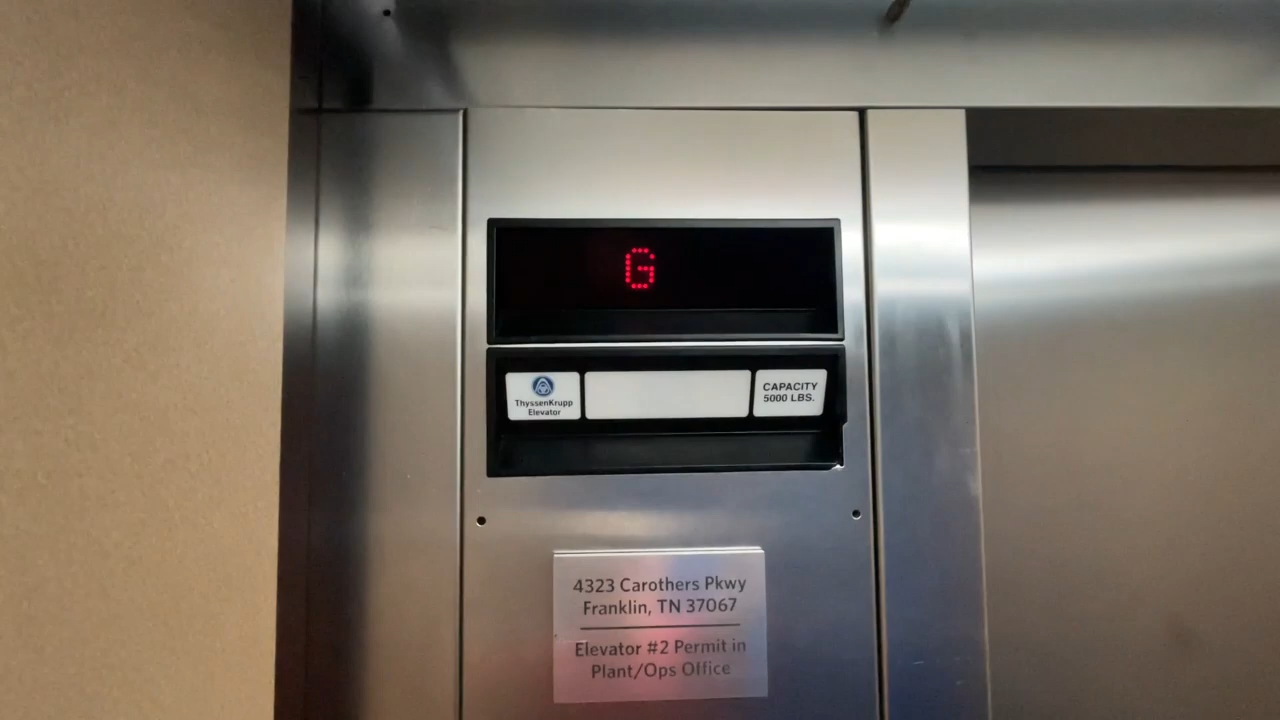 G
ThyssenKrupp
Elevator
CAPACITY
5000 LBS.
4323 Carothers Pkwy
Franklin, TN 37067
Elevator #2 Permit in
Plant/Ops Office